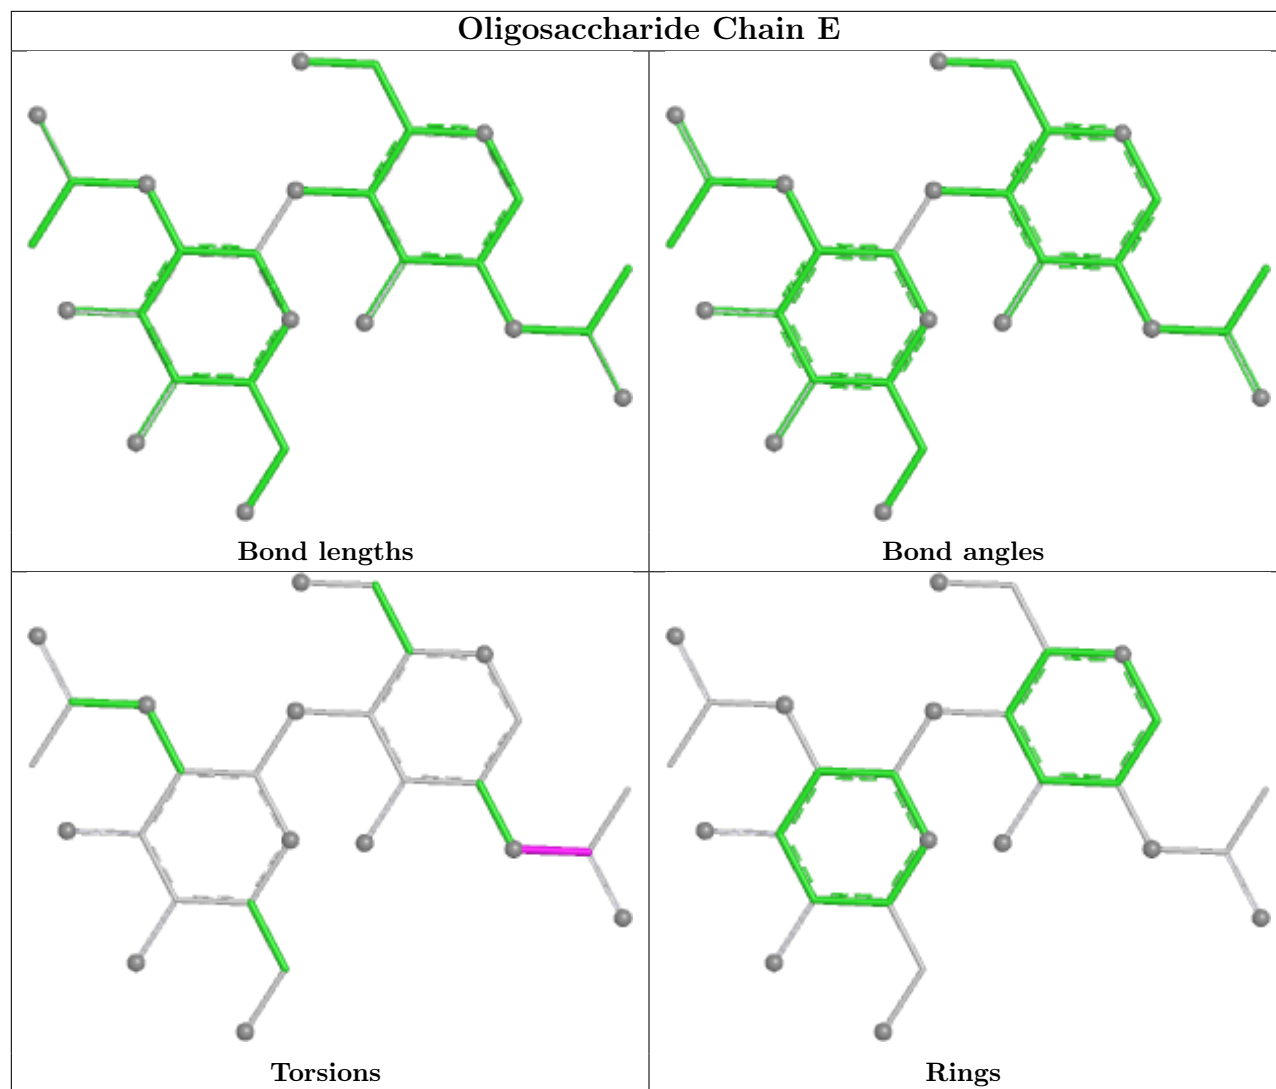 Oligosaccharide Chain E
Bond lengths
Bond angles
Torsions
Rings